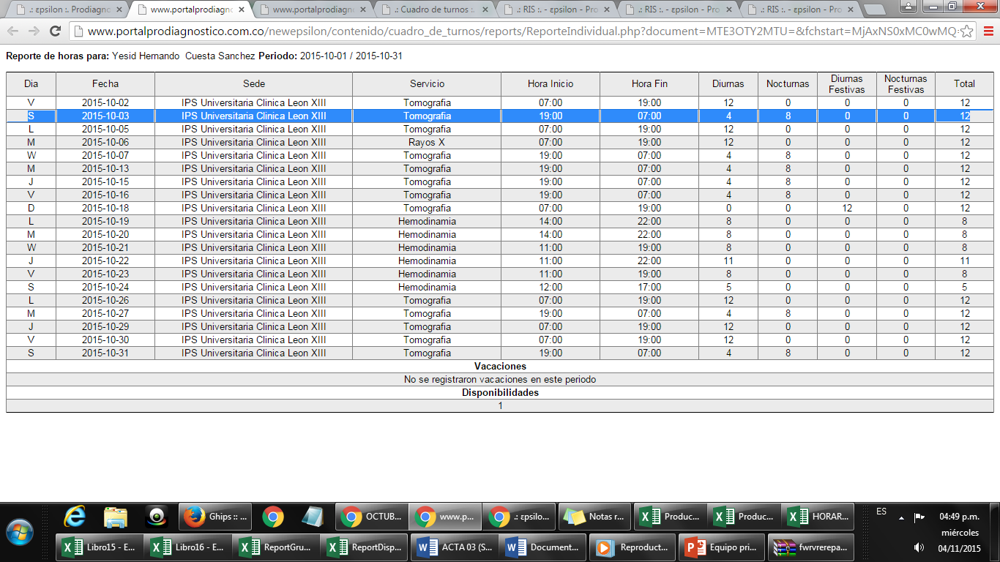 .: εpsilon :. Prodiagn
www.portalprodiagn
www.portalprodiagn
.: Cuadro de turnos :.
.: RIS :. - εpsilon - Pro
.: RIS :. - εpsilon - Pro
.: RIS :. - εpsilon - Pro
www.portalprodiagnostico.com.co/newepsilon/contenido/cuadro_de_turnos/reports/ReporteIndividual.php?document=MTE3OTY2MTU=&fchstart=MjAxNS0xMC0wMQ=
Reporte de horas para: Yesid Hernando Cuesta Sanchez Periodo: 2015-10-01 / 2015-10-31
Dia Fecha Sede Servicio Hora Inicio Hora Fin Diurnas Nocturnas Diurnas Festivas Nocturnas Festivas Total
V 2015-10-02 IPS Universitaria Clinica Leon XIII Tomografia 07:00 19:00 12 0 0 0 12
S 2015-10-03 IPS Universitaria Clinica Leon XIII Tomografia 19:00 07:00 4 8 0 0 12
L 2015-10-05 IPS Universitaria Clinica Leon XIII Tomografia 07:00 19:00 12 0 0 0 12
M 2015-10-06 IPS Universitaria Clinica Leon XIII Rayos X 07:00 19:00 12 0 0 0 12
W 2015-10-07 IPS Universitaria Clinica Leon XIII Tomografia 19:00 07:00 4 8 0 0 12
M 2015-10-13 IPS Universitaria Clinica Leon XIII Tomografia 19:00 07:00 4 8 0 0 12
J 2015-10-15 IPS Universitaria Clinica Leon XIII Tomografia 19:00 07:00 4 8 0 0 12
V 2015-10-16 IPS Universitaria Clinica Leon XIII Tomografia 19:00 07:00 4 8 0 0 12
D 2015-10-18 IPS Universitaria Clinica Leon XIII Tomografia 07:00 19:00 0 0 12 0 12
L 2015-10-19 IPS Universitaria Clinica Leon XIII Hemodinamia 14:00 22:00 8 0 0 0 8
M 2015-10-20 IPS Universitaria Clinica Leon XIII Hemodinamia 14:00 22:00 8 0 0 0 8
W 2015-10-21 IPS Universitaria Clinica Leon XIII Hemodinamia 11:00 19:00 8 0 0 0 8
J 2015-10-22 IPS Universitaria Clinica Leon XIII Hemodinamia 11:00 22:00 11 0 0 0 11
V 2015-10-23 IPS Universitaria Clinica Leon XIII Hemodinamia 11:00 19:00 8 0 0 0 8
S 2015-10-24 IPS Universitaria Clinica Leon XIII Hemodinamia 12:00 17:00 5 0 0 0 5
L 2015-10-26 IPS Universitaria Clinica Leon XIII Tomografia 07:00 19:00 12 0 0 0 12
M 2015-10-27 IPS Universitaria Clinica Leon XIII Tomografia 19:00 07:00 4 8 0 0 12
J 2015-10-29 IPS Universitaria Clinica Leon XIII Tomografia 07:00 19:00 12 0 0 0 12
V 2015-10-30 IPS Universitaria Clinica Leon XIII Tomografia 07:00 19:00 12 0 0 0 12
S 2015-10-31 IPS Universitaria Clinica Leon XIII Tomografia 19:00 07:00 4 8 0 0 12
Vacaciones
No se registraron vacaciones en este periodo
Disponibilidades
1
Ghips :: ... OCTUB... www.p... .: εpsilo... Notas r... Produc... Produc... HORAR... ES 04:49 p.m.
miércoles
Libro15 - E... Libro16 - E... ReportGru... ReportDisp... ACTA 03 (S... Document... Reproduct... Equipo pri... fwrvrerepa... 04/11/2015